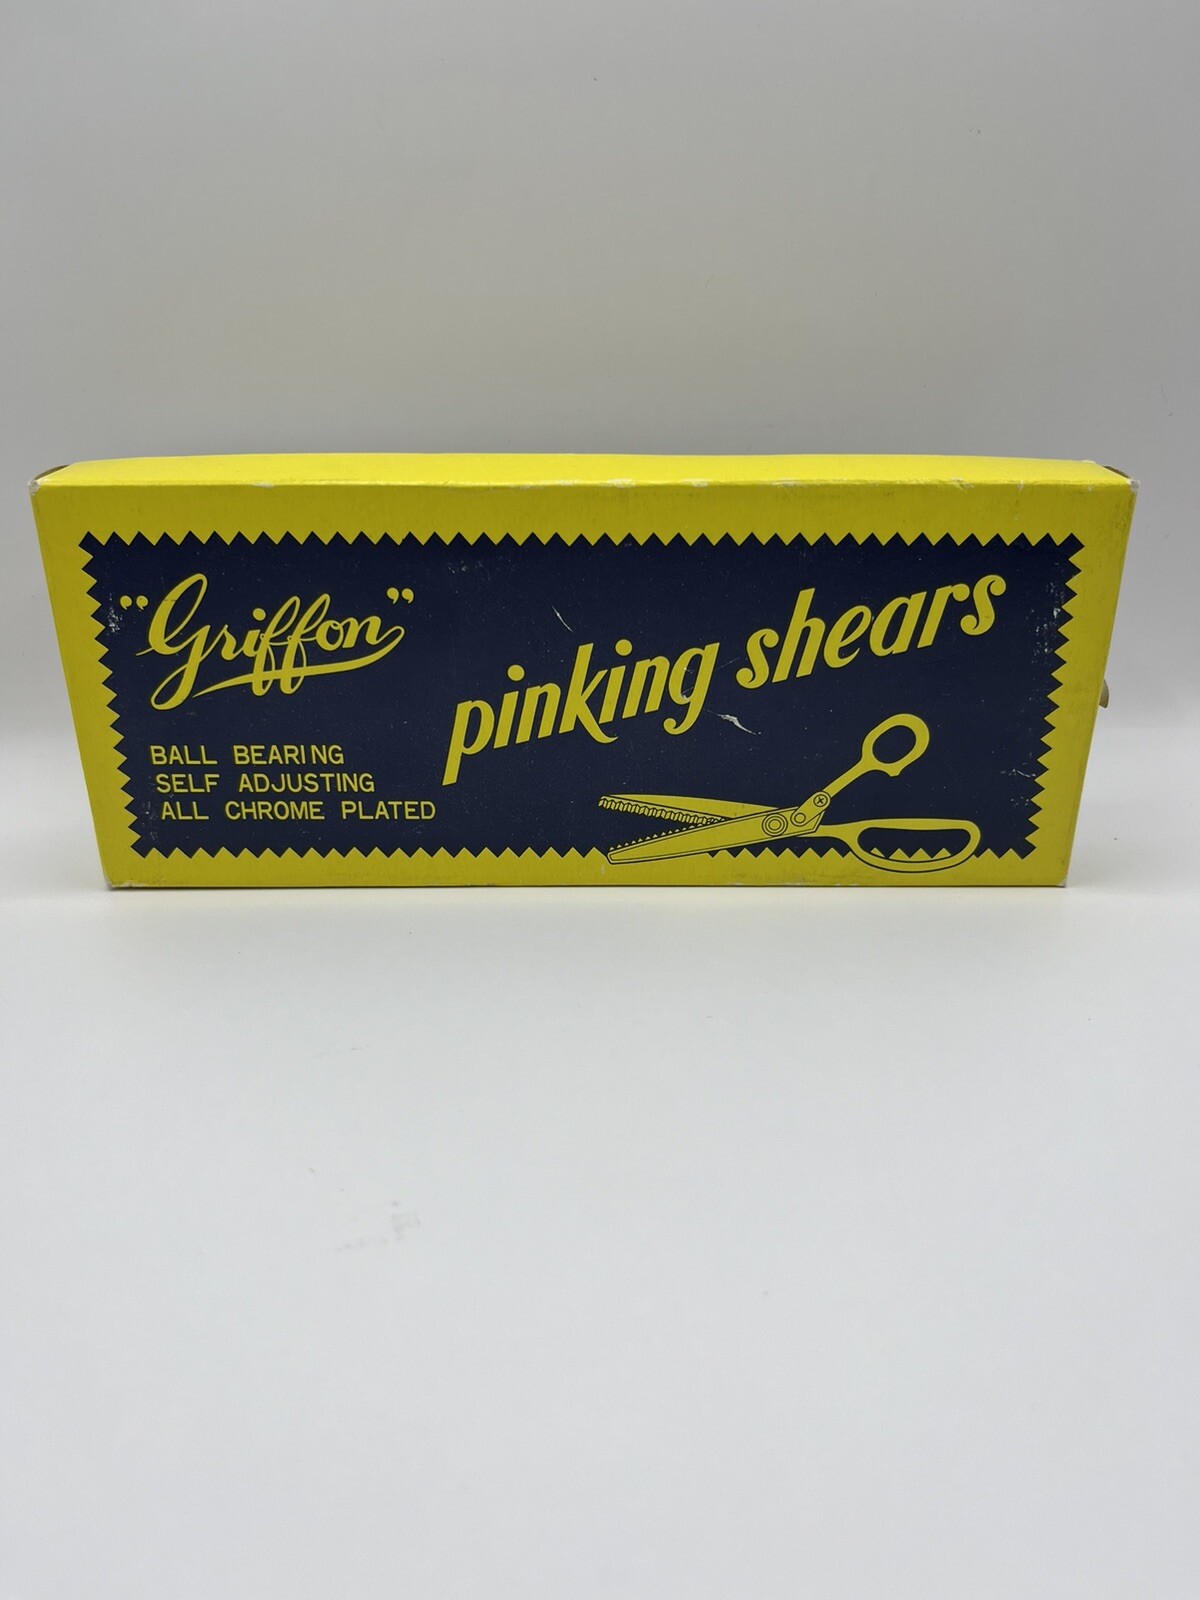 "Griffon"
pinking shears
BALL BEARING
SELF ADJUSTING
ALL CHROME PLATED